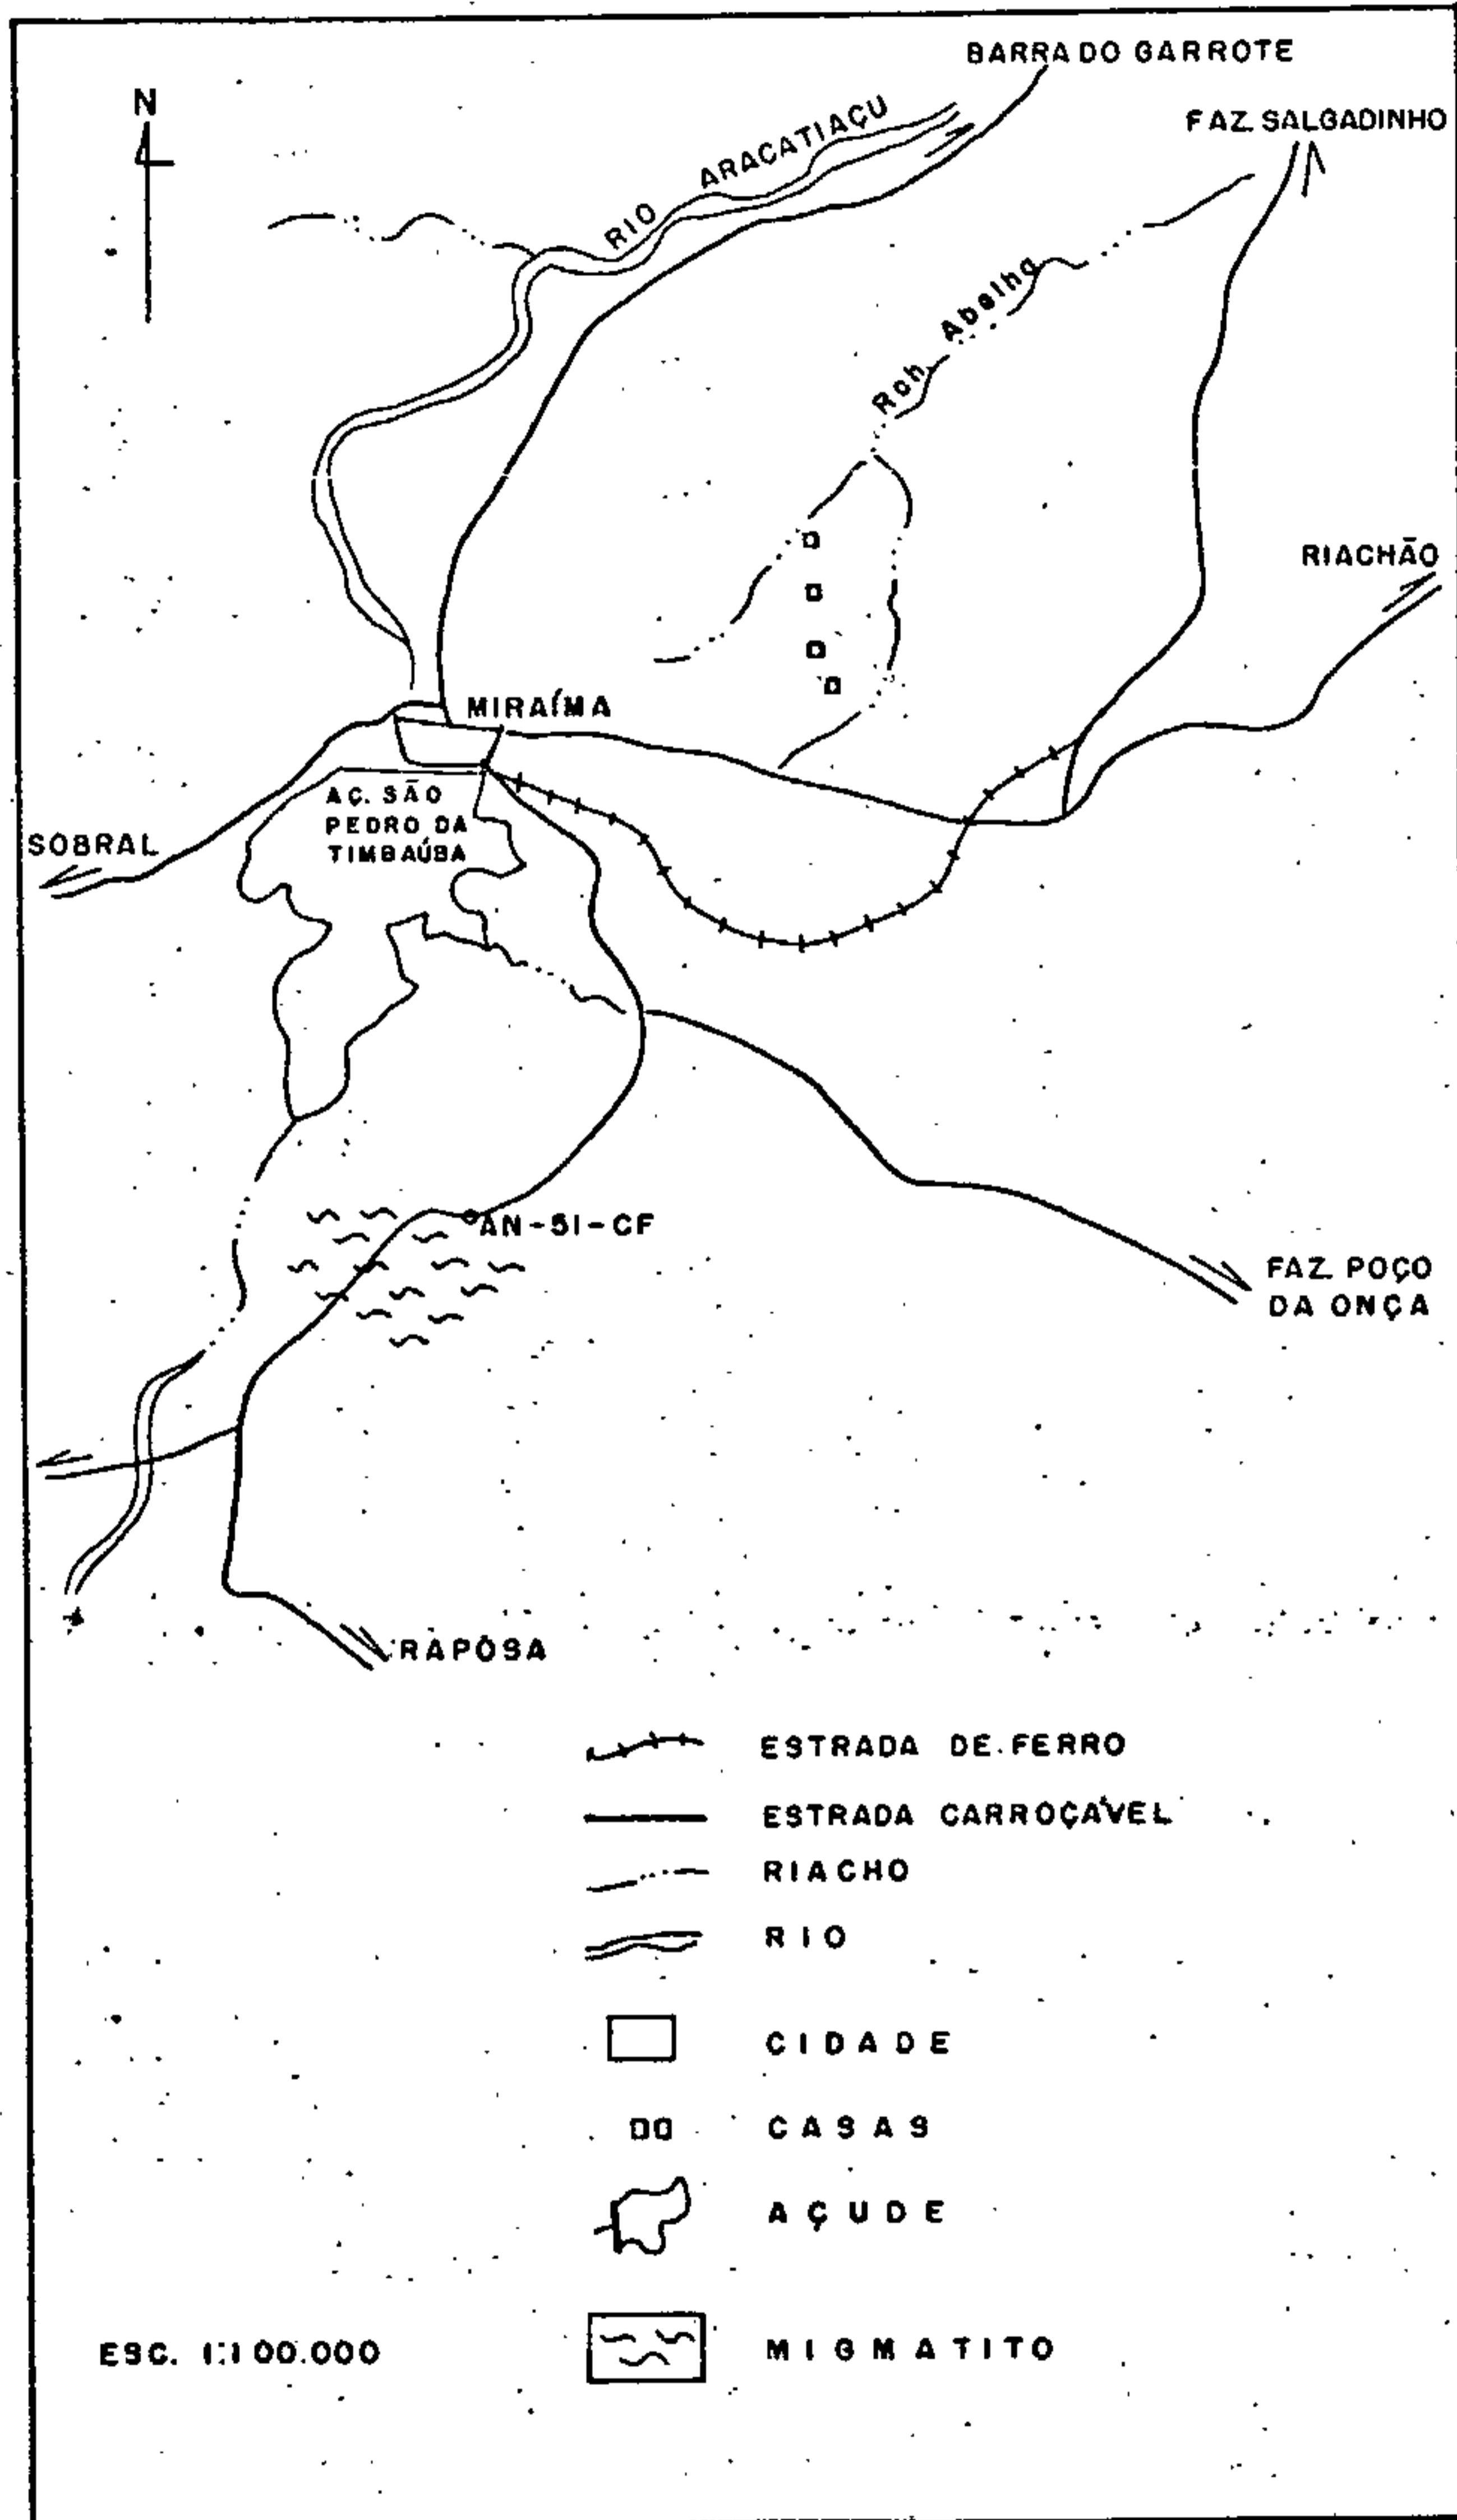 BARRA DO GARROTE
N
FAZ. SALGADINHO
RIO ARACATIAÇU
Rch. Abelha
RIACHÃO
MIRAÍMA
AÇ. SÃO
PEDRO DA
TIMBAÚBA
SOBRAL
AN-51-CF
FAZ. POÇO
DA ONÇA
RAPÔSA
ESTRADA DE FERRO
ESTRADA CARROÇÁVEL
RIACHO
RIO
CIDADE
CASAS
AÇUDE
ESC. 1:100.000
MIGMATITO